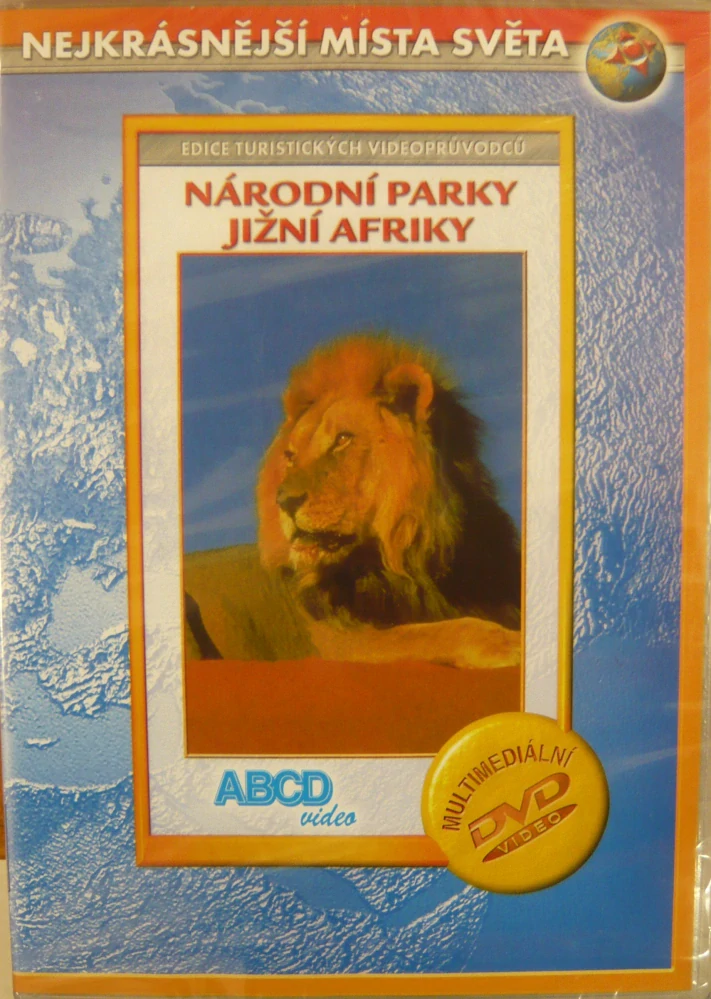 NEJKRÁSNĚJŠÍ MÍSTA SVĚTA
EDICE TURISTICKÝCH VIDEOPRŮVODCŮ
NÁRODNÍ PARKY
JIŽNÍ AFRIKY
ABCD
video
MULTIMEDIÁLNÍ
DVD
VIDEO